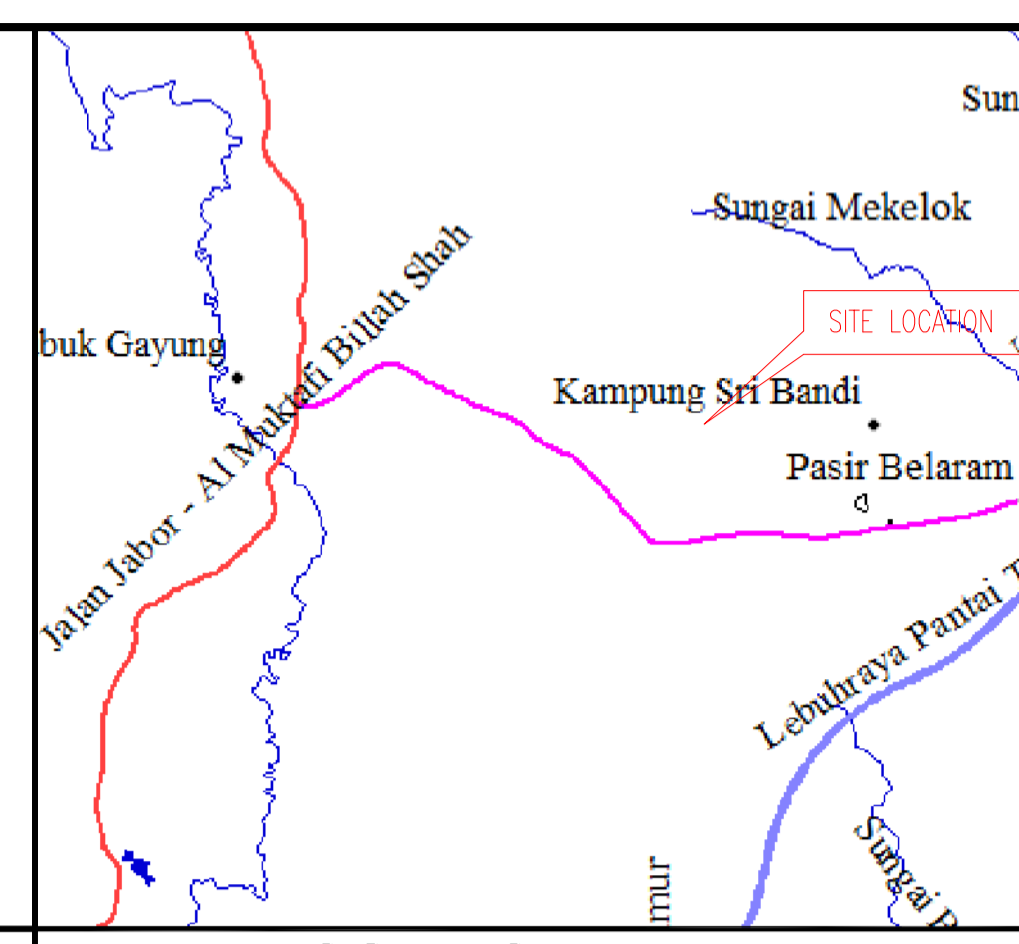 Sun
Sungai Mekelok
SITE LOCATION
buk Gayung
Jalan Jabor - Al Muktafi Billah Shah
Kampung Sri Bandi
Pasir Belaram
Lebuhraya Pantai T
Sungai P
mur